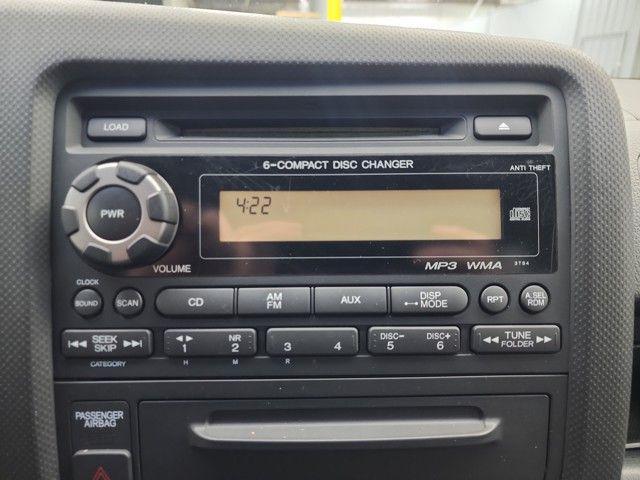 LOAD
6-COMPACT DISC CHANGER
ANTI THEFT
4:22
PWR
VOLUME
MP3 WMA 3TS4
CLOCK
SOUND SCAN CD AM FM AUX DISP MODE RPT A.SEL RDM
SEEK SKIP 1 NR 2 3 4 DISC- 5 DISC+ 6 TUNE FOLDER
CATEGORY H M R
PASSENGER
AIRBAG